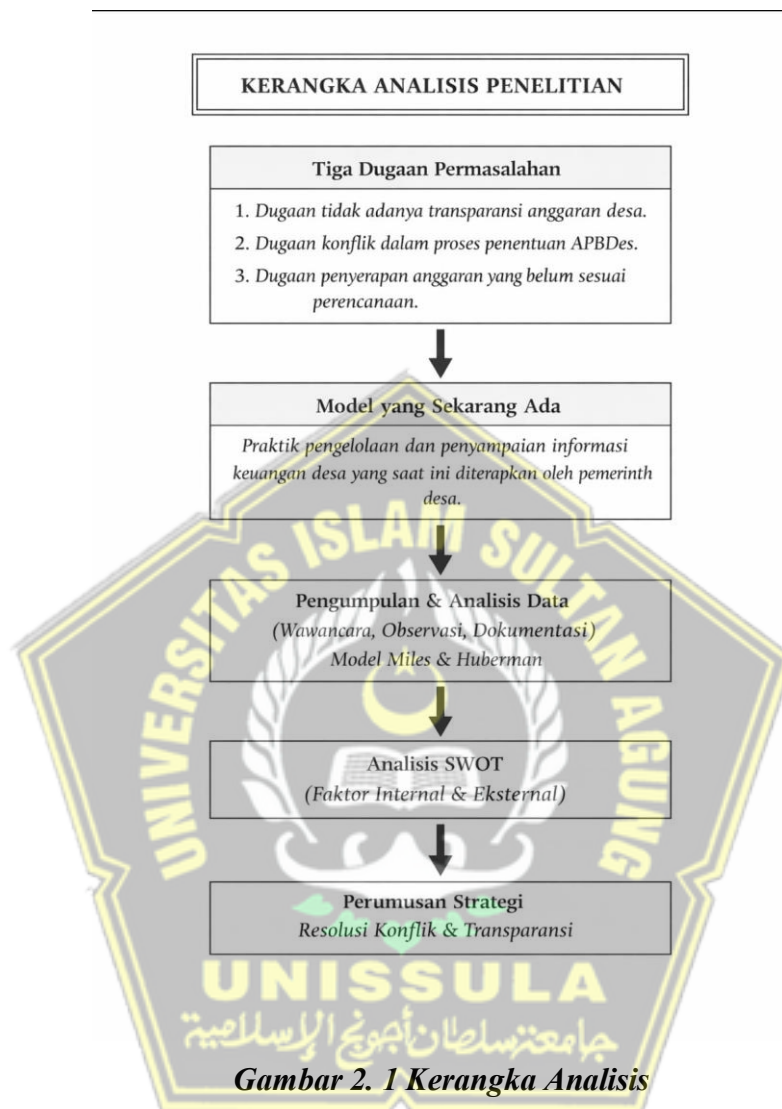 KERANGKA ANALISIS PENELITIAN
Tiga Dugaan Permasalahan
1. Dugaan tidak adanya transparansi anggaran desa.
2. Dugaan konflik dalam proses penentuan APBDes.
3. Dugaan penyerapan anggaran yang belum sesuai
perencanaan.
Model yang Sekarang Ada
Praktik pengelolaan dan penyampaian informasi
keuangan desa yang saat ini diterapkan oleh pemerinth
desa.
UNIVERSITAS ISLAM SULTAN AGUNG
Pengumpulan & Analisis Data
(Wawancara, Observasi, Dokumentasi)
Model Miles & Huberman
Analisis SWOT
(Faktor Internal & Eksternal)
Perumusan Strategi
Resolusi Konflik & Transparansi
UNISSULA
جامعة سلطان أجونج الإسلامية
Gambar 2. 1 Kerangka Analisis